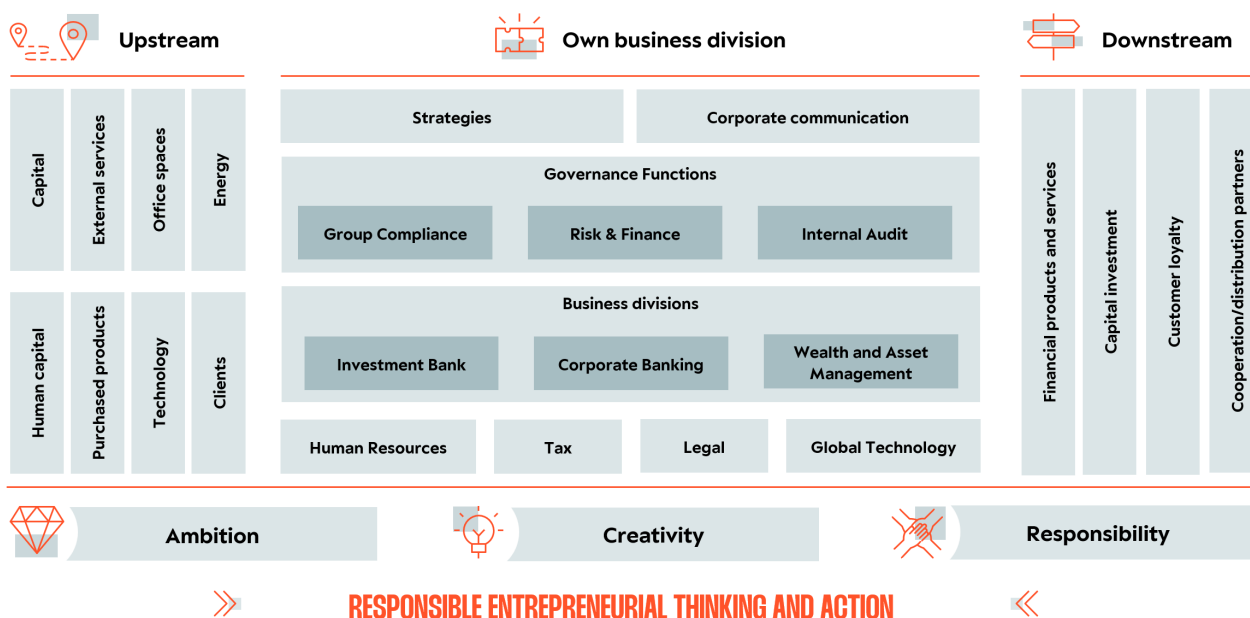 Upstream
Own business division
Downstream
Capital
External services
Office spaces
Energy
Human capital
Purchased products
Technology
Clients
Strategies
Corporate communication
Governance Functions
Group Compliance
Risk & Finance
Internal Audit
Business divisions
Investment Bank
Corporate Banking
Wealth and Asset
Management
Human Resources
Tax
Legal
Global Technology
Financial products and services
Capital investment
Customer loyalty
Cooperation/distribution partners
Ambition
Creativity
Responsibility
RESPONSIBLE ENTREPRENEURIAL THINKING AND ACTION